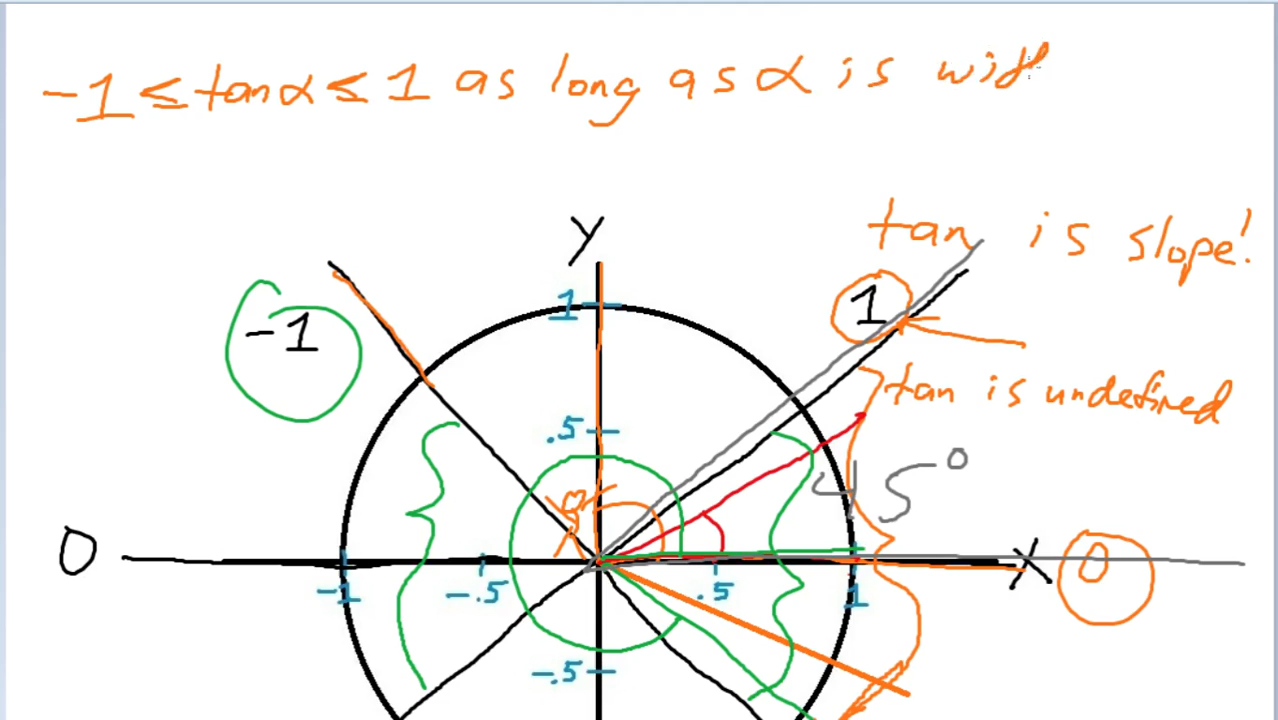 -1 ≤ tan α ≤ 1 as long as α is with
y
tan is slope!
1
1
-1
tan is undefined
.5
45°
0
x
0
-1
-.5
.5
1
-.5